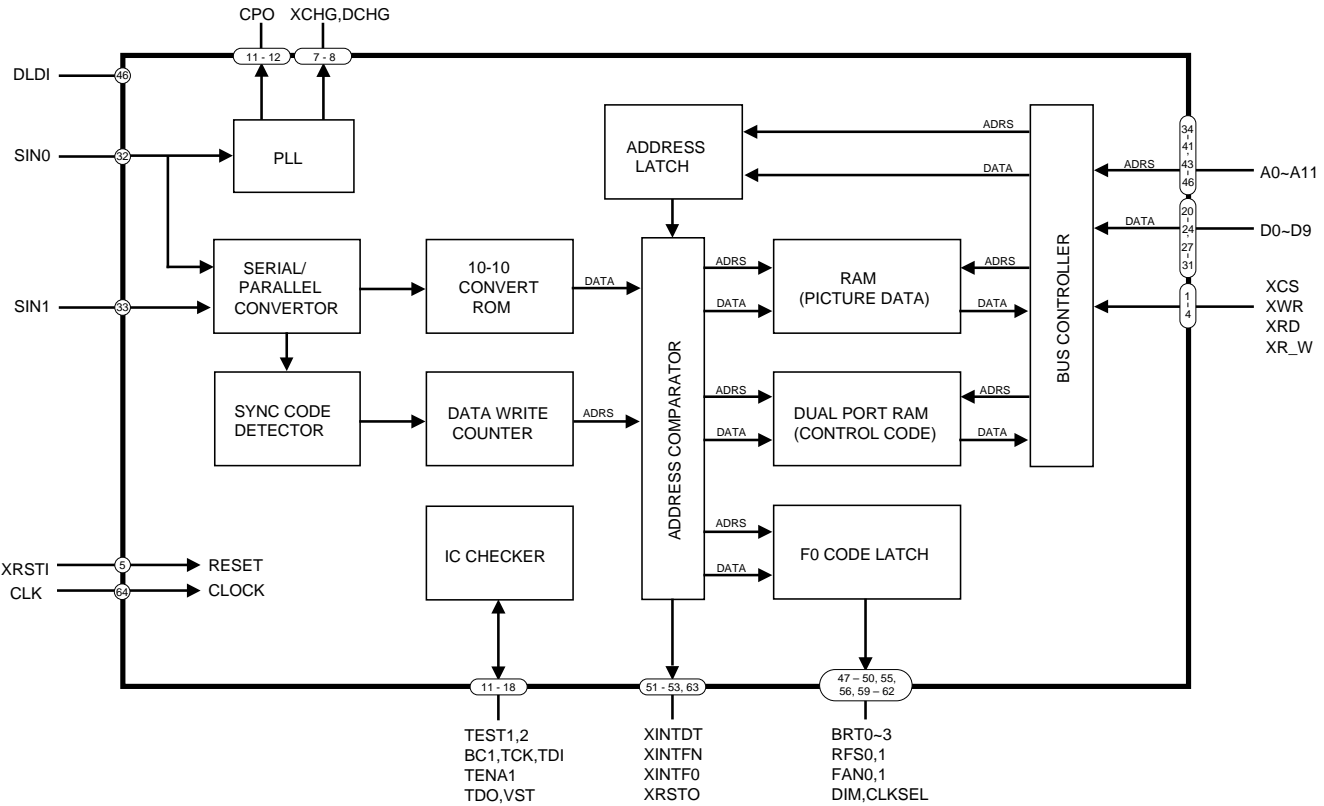 CPO
XCHG,DCHG
11 - 12
7 - 8
DLDI
46
SIN0
32
PLL
ADDRESS
LATCH
ADRS
DATA
34
41
43
46
ADRS
A0~A11
20
24
27
31
DATA
D0~D9
1
4
XCS
XWR
XRD
XR_W
BUS CONTROLLER
SIN1
33
SERIAL/
PARALLEL
CONVERTOR
10-10
CONVERT
ROM
DATA
ADDRESS COMPARATOR
ADRS
DATA
RAM
(PICTURE DATA)
ADRS
DATA
SYNC CODE
DETECTOR
DATA WRITE
COUNTER
ADRS
ADRS
DATA
DUAL PORT RAM
(CONTROL CODE)
ADRS
DATA
IC CHECKER
ADRS
DATA
F0 CODE LATCH
XRSTI
5
RESET
CLK
64
CLOCK
11 - 18
51 - 53, 63
47 – 50, 55,
56, 59 – 62
TEST1,2
BC1,TCK,TDI
TENA1
TDO,VST
XINTDT
XINTFN
XINTF0
XRSTO
BRT0~3
RFS0,1
FAN0,1
DIM,CLKSEL